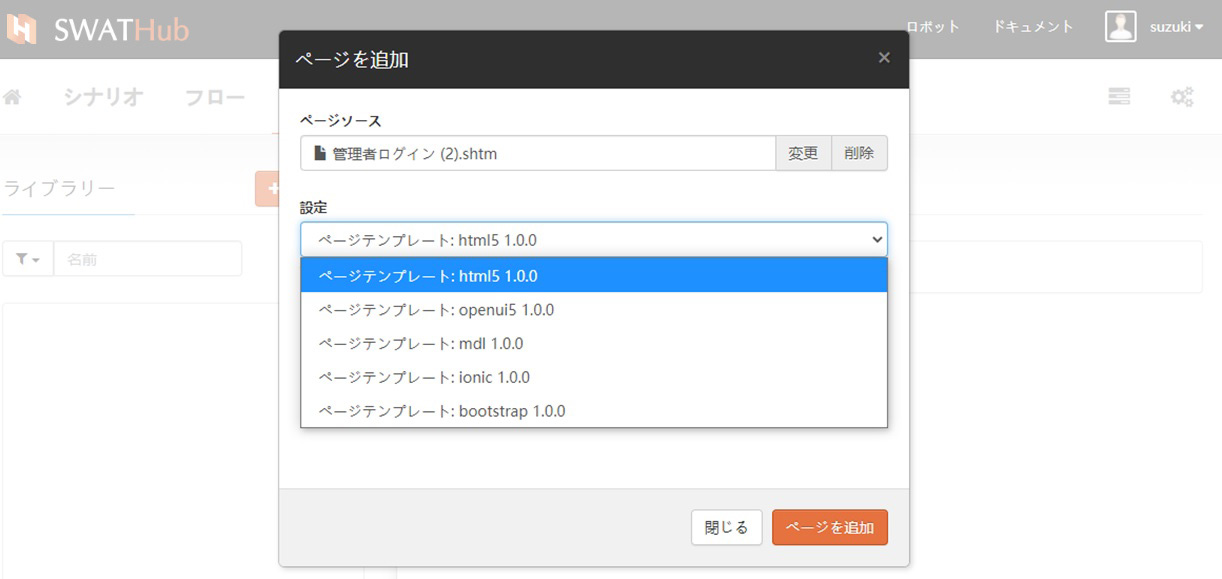 SWATHub
ロボット
ドキュメント
suzuki
シナリオ
フロー
ライブラリー
名前
ページを追加
×
ページソース
管理者ログイン (2).shtm
変更
削除
設定
ページテンプレート: html5 1.0.0
ページテンプレート: html5 1.0.0
ページテンプレート: openui5 1.0.0
ページテンプレート: mdl 1.0.0
ページテンプレート: ionic 1.0.0
ページテンプレート: bootstrap 1.0.0
閉じる
ページを追加